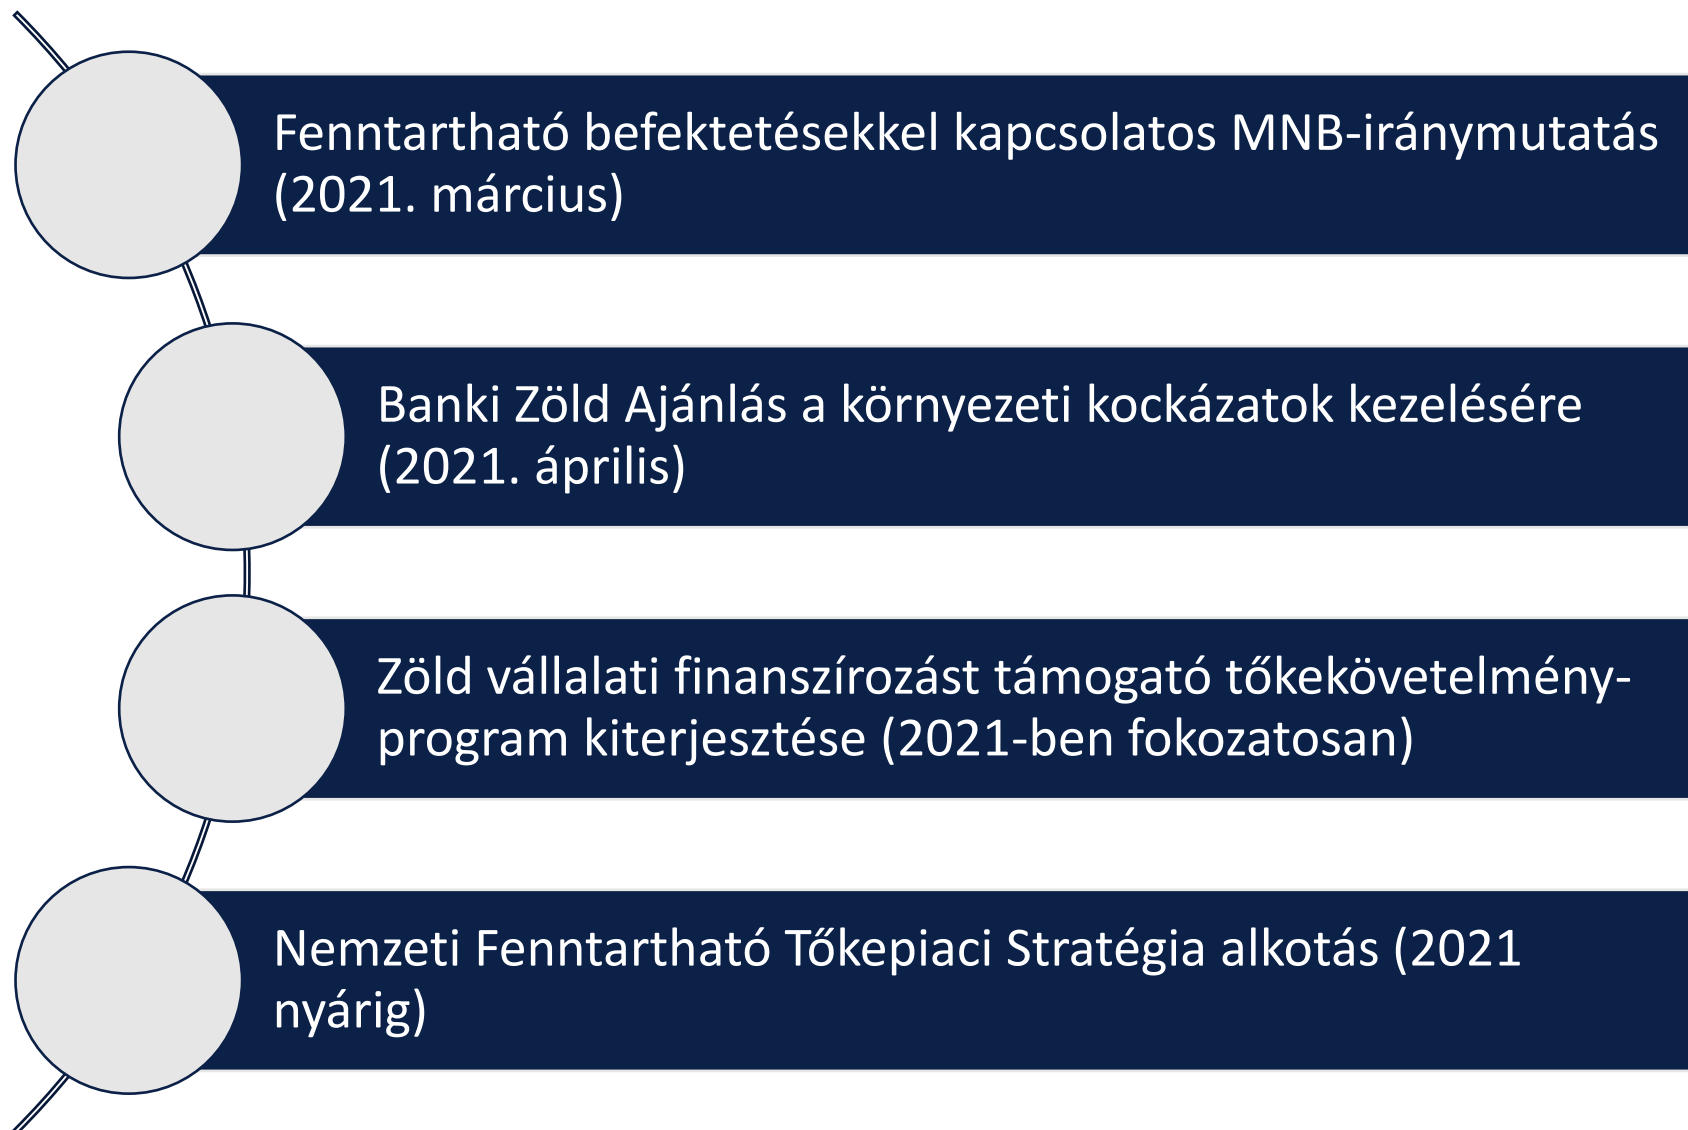 Fenntartható befektetésekkel kapcsolatos MNB-iránymutatás
(2021. március)
Banki Zöld Ajánlás a környezeti kockázatok kezelésére
(2021. április)
Zöld vállalati finanszírozást támogató tőkekövetelmény-
program kiterjesztése (2021-ben fokozatosan)
Nemzeti Fenntartható Tőkepiaci Stratégia alkotás (2021
nyárig)